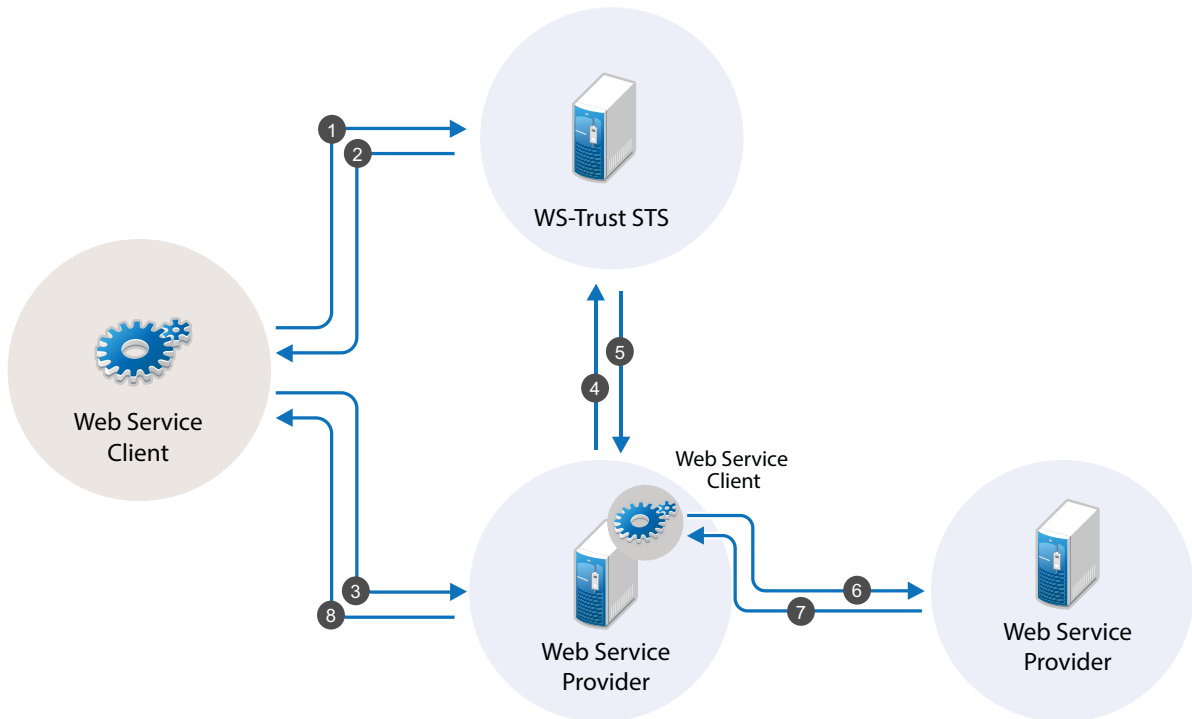 1
2
WS-Trust STS
Web Service
Client
5
4
Web Service
Client
3
8
6
7
Web Service
Provider
Web Service
Provider